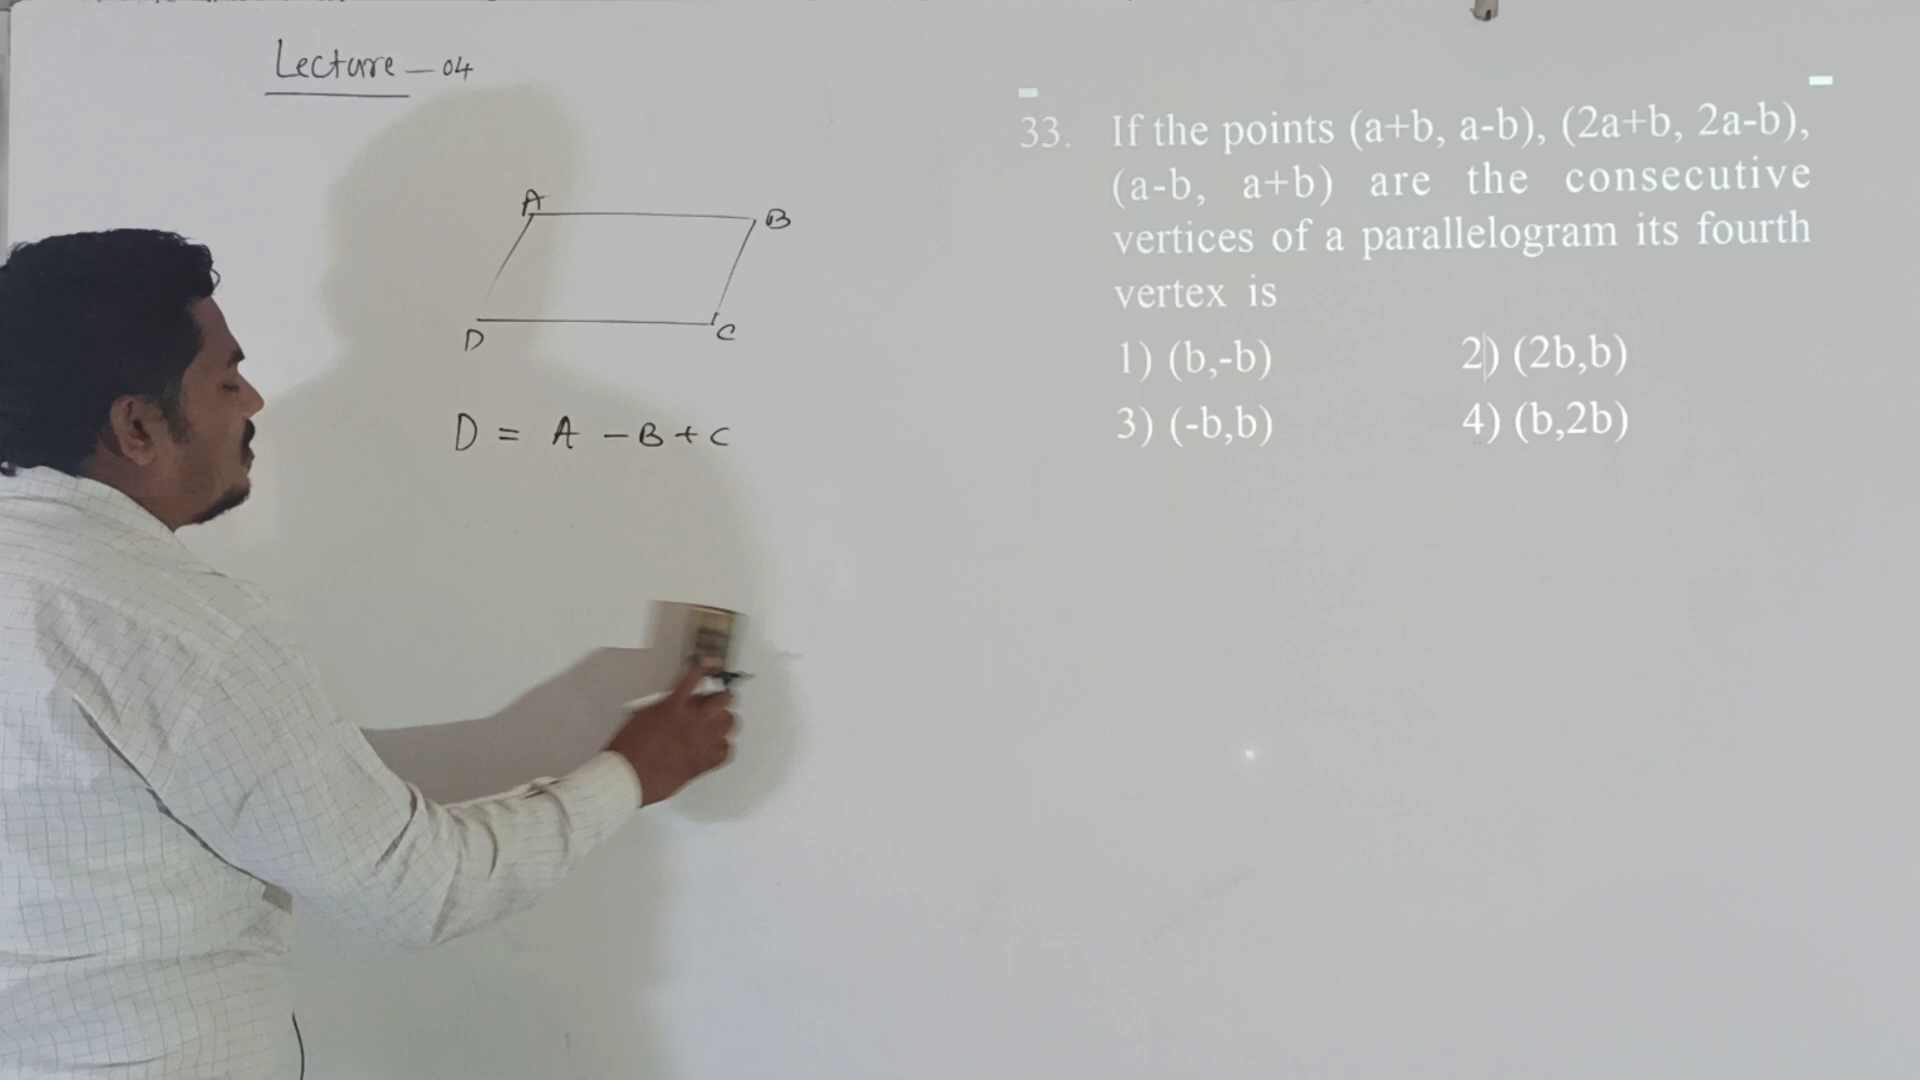 Lecture - 04
A
B
D
C
D = A - B + C
33. If the points (a+b, a-b), (2a+b, 2a-b),
(a-b, a+b) are the consecutive
vertices of a parallelogram its fourth
vertex is
1) (b,-b) 2) (2b,b)
3) (-b,b) 4) (b,2b)